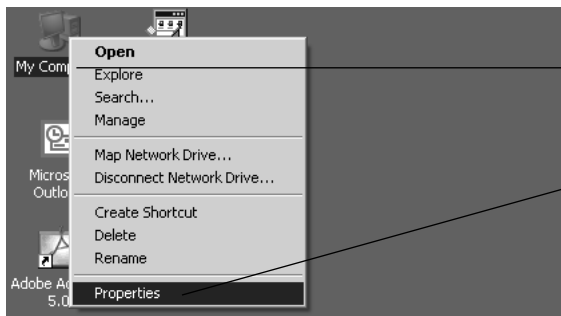 My Comp
Open
Explore
Search...
Manage
Map Network Drive...
Disconnect Network Drive...
Create Shortcut
Delete
Rename
Properties
Micros
Outlo
Adobe Ac
5.0